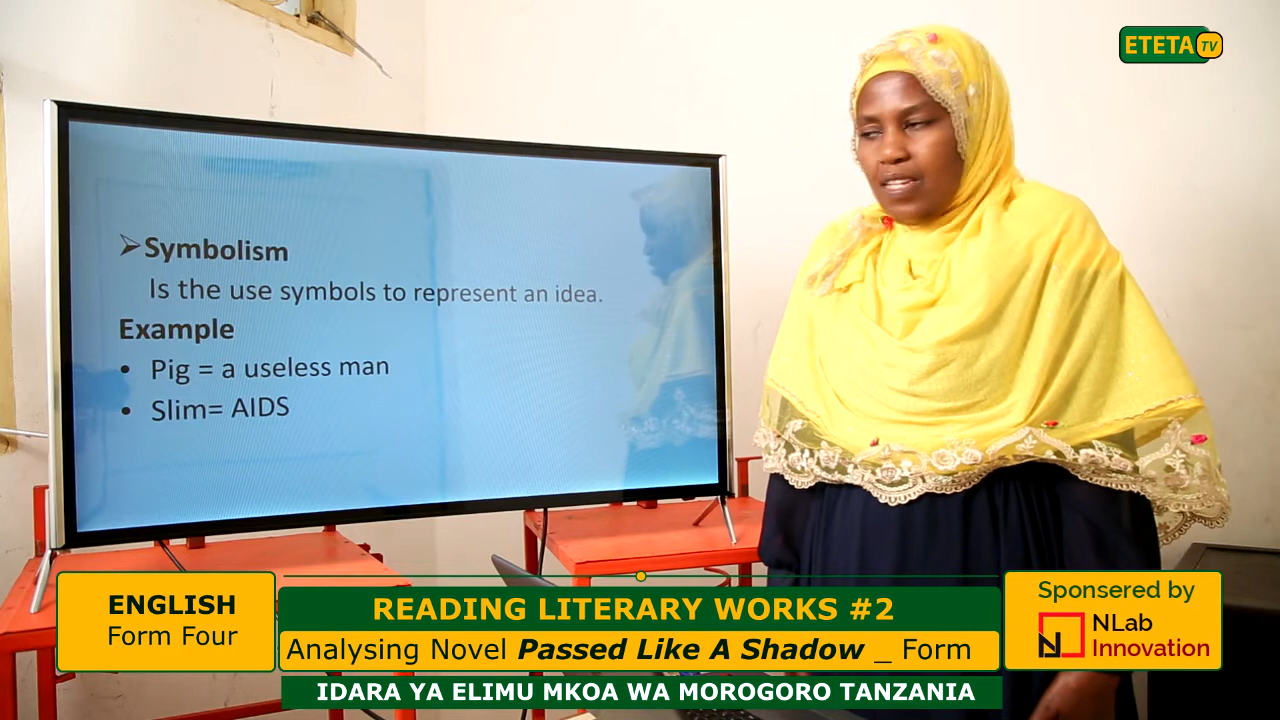 ETETA TV
➢Symbolism
Is the use symbols to represent an idea.
Example
• Pig = a useless man
• Slim= AIDS
ENGLISH
Form Four
READING LITERARY WORKS #2
Analysing Novel Passed Like A Shadow _ Form
IDARA YA ELIMU MKOA WA MOROGORO TANZANIA
Sponsered by
NLab
Innovation